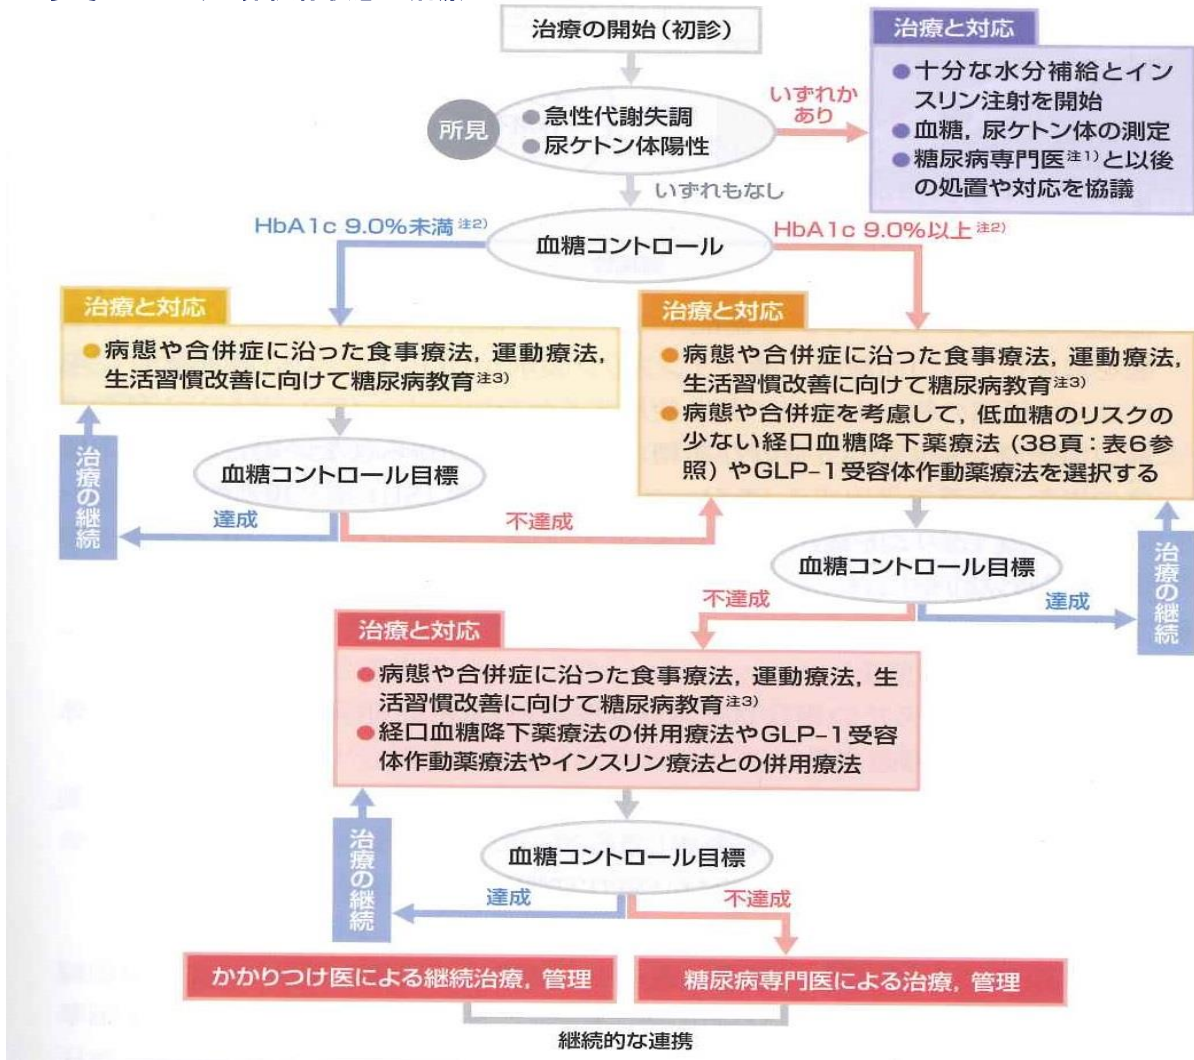 治療の開始(初診)
所見
●急性代謝失調
●尿ケトン体陽性
いずれか
あり
治療と対応
●十分な水分補給とイン
スリン注射を開始
●血糖，尿ケトン体の測定
●糖尿病専門医注1)と以後
の処置や対応を協議
いずれもなし
HbA1c 9.0%未満注2)
血糖コントロール
HbA1c 9.0%以上注2)
治療と対応
●病態や合併症に沿った食事療法，運動療法，
生活習慣改善に向けて糖尿病教育注3)
血糖コントロール目標
治療の継続
達成
不達成
治療と対応
●病態や合併症に沿った食事療法，運動療法，
生活習慣改善に向けて糖尿病教育注3)
●病態や合併症を考慮して，低血糖のリスクの
少ない経口血糖降下薬療法 (38頁：表6参
照) やGLP-1受容体作動薬療法を選択する
血糖コントロール目標
不達成
達成
治療の継続
治療と対応
●病態や合併症に沿った食事療法，運動療法，生
活習慣改善に向けて糖尿病教育注3)
●経口血糖降下薬療法の併用療法やGLP-1受容
体作動薬療法やインスリン療法との併用療法
血糖コントロール目標
治療の継続
達成
不達成
かかりつけ医による継続治療，管理
糖尿病専門医による治療，管理
継続的な連携